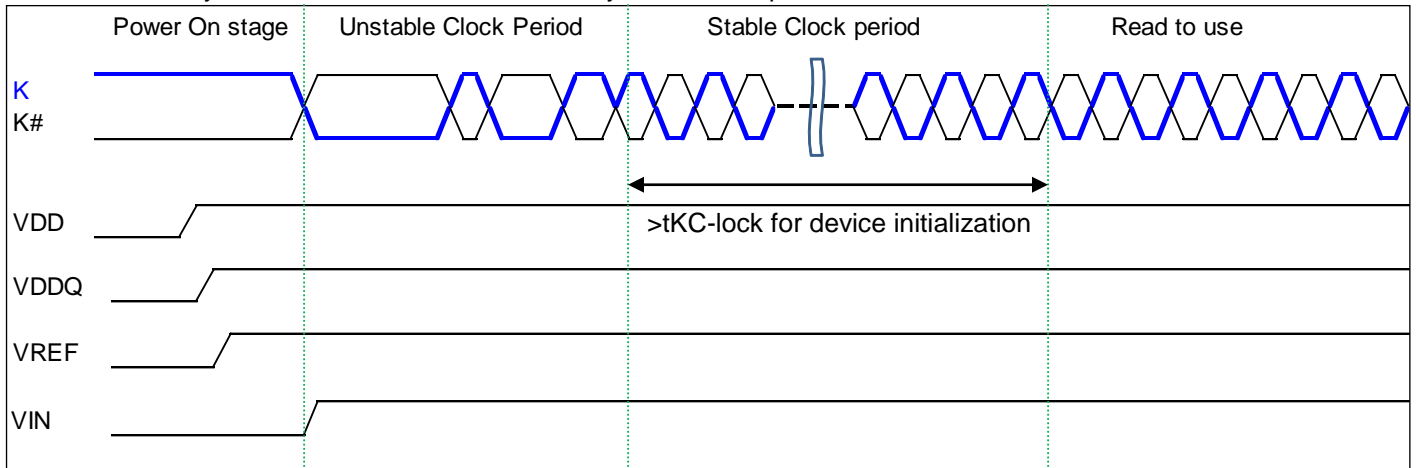 Power On stage
Unstable Clock Period
Stable Clock period
Read to use
K
K#
VDD
>tKC-lock for device initialization
VDDQ
VREF
VIN